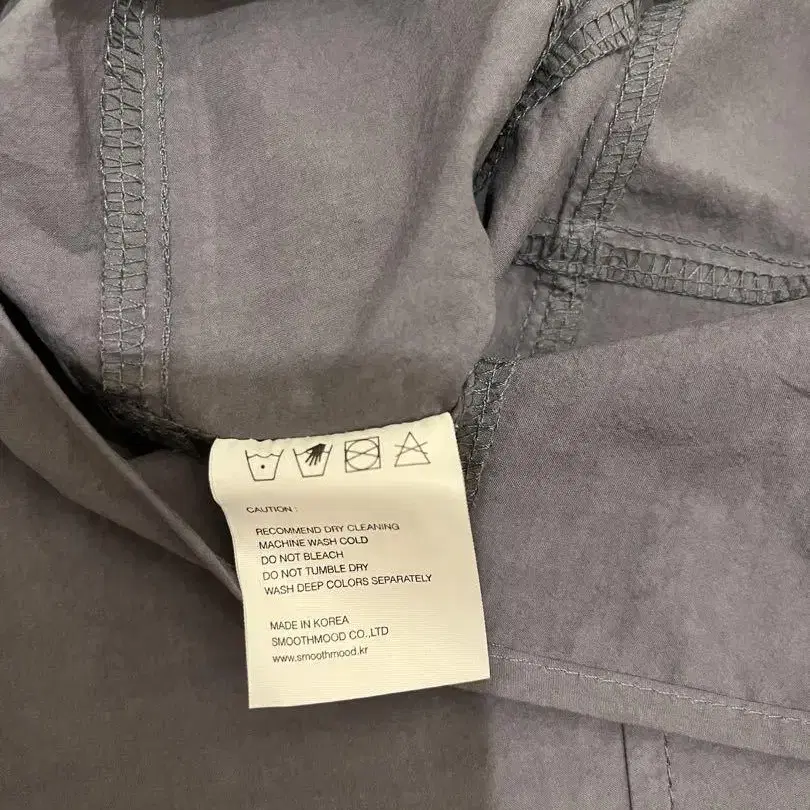 CAUTION :
RECOMMEND DRY CLEANING
MACHINE WASH COLD
DO NOT BLEACH
DO NOT TUMBLE DRY
WASH DEEP COLORS SEPARATELY
MADE IN KOREA
SMOOTHMOOD CO.,LTD
www.smoothmood.kr